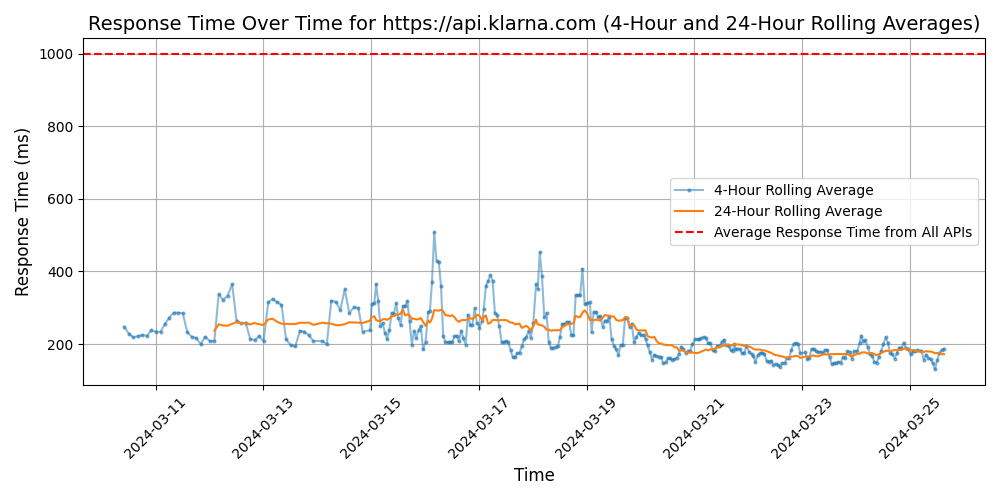 Response Time Over Time for https://api.klarna.com (4-Hour and 24-Hour Rolling Averages)
Response Time (ms)
1000
800
600
400
200
4-Hour Rolling Average
24-Hour Rolling Average
Average Response Time from All APIs
2024-03-11
2024-03-13
2024-03-15
2024-03-17
2024-03-19
2024-03-21
2024-03-23
2024-03-25
Time